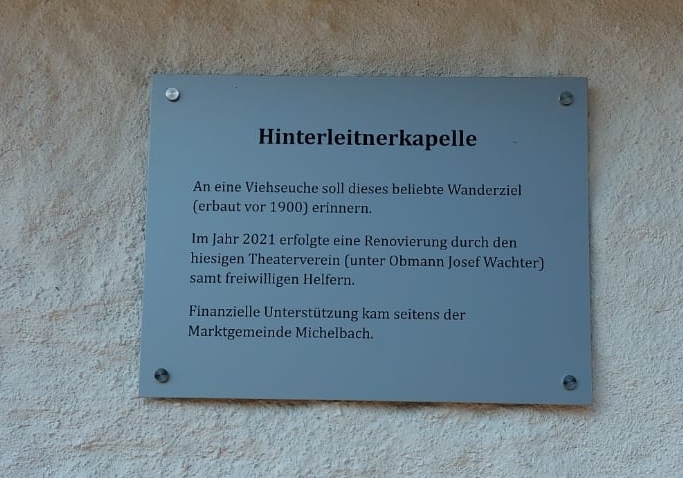 Hinterleitnerkapelle
An eine Viehseuche soll dieses beliebte Wanderziel
(erbaut vor 1900) erinnern.
Im Jahr 2021 erfolgte eine Renovierung durch den
hiesigen Theaterverein (unter Obmann Josef Wachter)
samt freiwilligen Helfern.
Finanzielle Unterstützung kam seitens der
Marktgemeinde Michelbach.